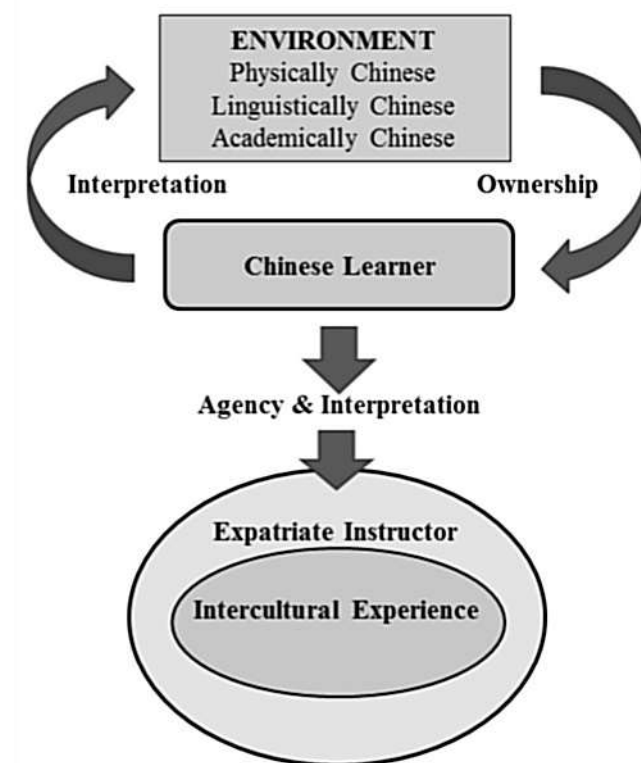 ENVIRONMENT
Physically Chinese
Linguistically Chinese
Academically Chinese
Interpretation
Ownership
Chinese Learner
Agency & Interpretation
Expatriate Instructor
Intercultural Experience